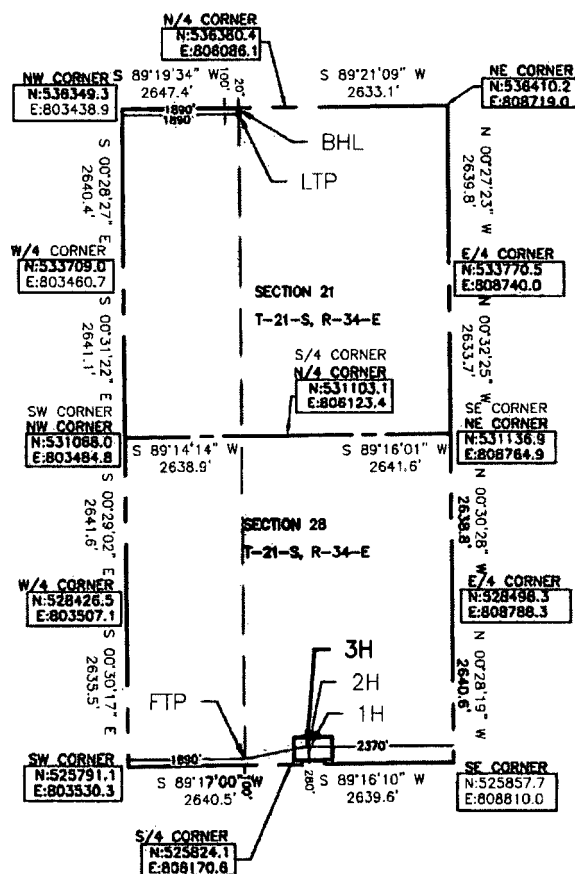 N/4 CORNER
N:536380.4
E:806086.1
NW CORNER
N:536349.3
E:803438.9
S 89°19'34" W
2647.4'
100'
20'
S 89°21'09" W
2633.1'
NE CORNER
N:536410.2
E:808719.0
1890'
1890'
BHL
LTP
S 00°28'27" E
2640.4'
N 00°27'23" W
2639.8'
W/4 CORNER
N:533709.0
E:803460.7
E/4 CORNER
N:533770.5
E:808740.0
SECTION 21
T-21-S, R-34-E
S 00°31'22" E
2641.1'
N 00°32'25" W
2633.7'
S/4 CORNER
N/4 CORNER
N:531103.1
E:806123.4
SW CORNER
NW CORNER
N:531068.0
E:803484.8
SE CORNER
NE CORNER
N:531136.9
E:808764.9
S 89°14'14" W
2638.9'
S 89°16'01" W
2641.6'
S 00°29'02" E
2641.6'
N 00°30'28" W
2638.8'
SECTION 28
T-21-S, R-34-E
W/4 CORNER
N:528426.5
E:803507.1
E/4 CORNER
N:528498.3
E:808788.3
S 00°30'17" E
2635.5'
N 00°28'19" W
2640.6'
3H
2H
1H
FTP
1890'
2370'
SW CORNER
N:525791.1
E:803530.3
S 89°17'00" W
2640.5'
280'
S 89°16'10" W
2639.6'
SE CORNER
N:525857.7
E:808810.0
S/4 CORNER
N:525824.1
E:806170.6